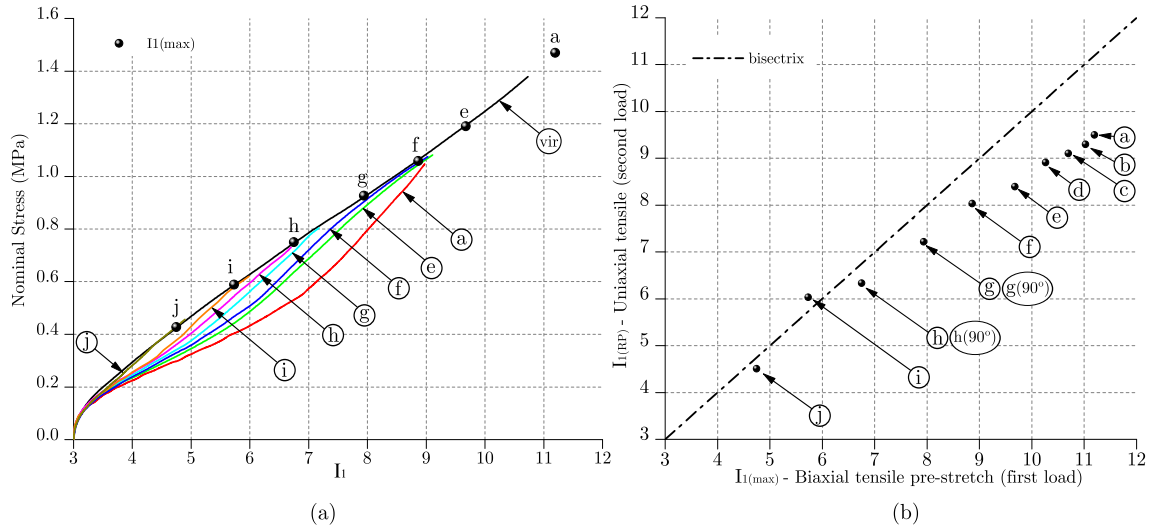 1.6
1.4
1.2
1.0
0.8
0.6
0.4
0.2
0.0
Nominal Stress (MPa)
I1(max)
a
e
f
g
h
i
j
vir
a
e
f
g
h
i
j
3 4 5 6 7 8 9 10 11 12
I1
(a)
12
11
10
9
8
7
6
5
4
3
I1(RP) - Uniaxial tensile (second load)
bisectrix
a
b
c
d
e
f
g g(90º)
h h(90º)
i
j
3 4 5 6 7 8 9 10 11 12
I1(max) - Biaxial tensile pre-stretch (first load)
(b)